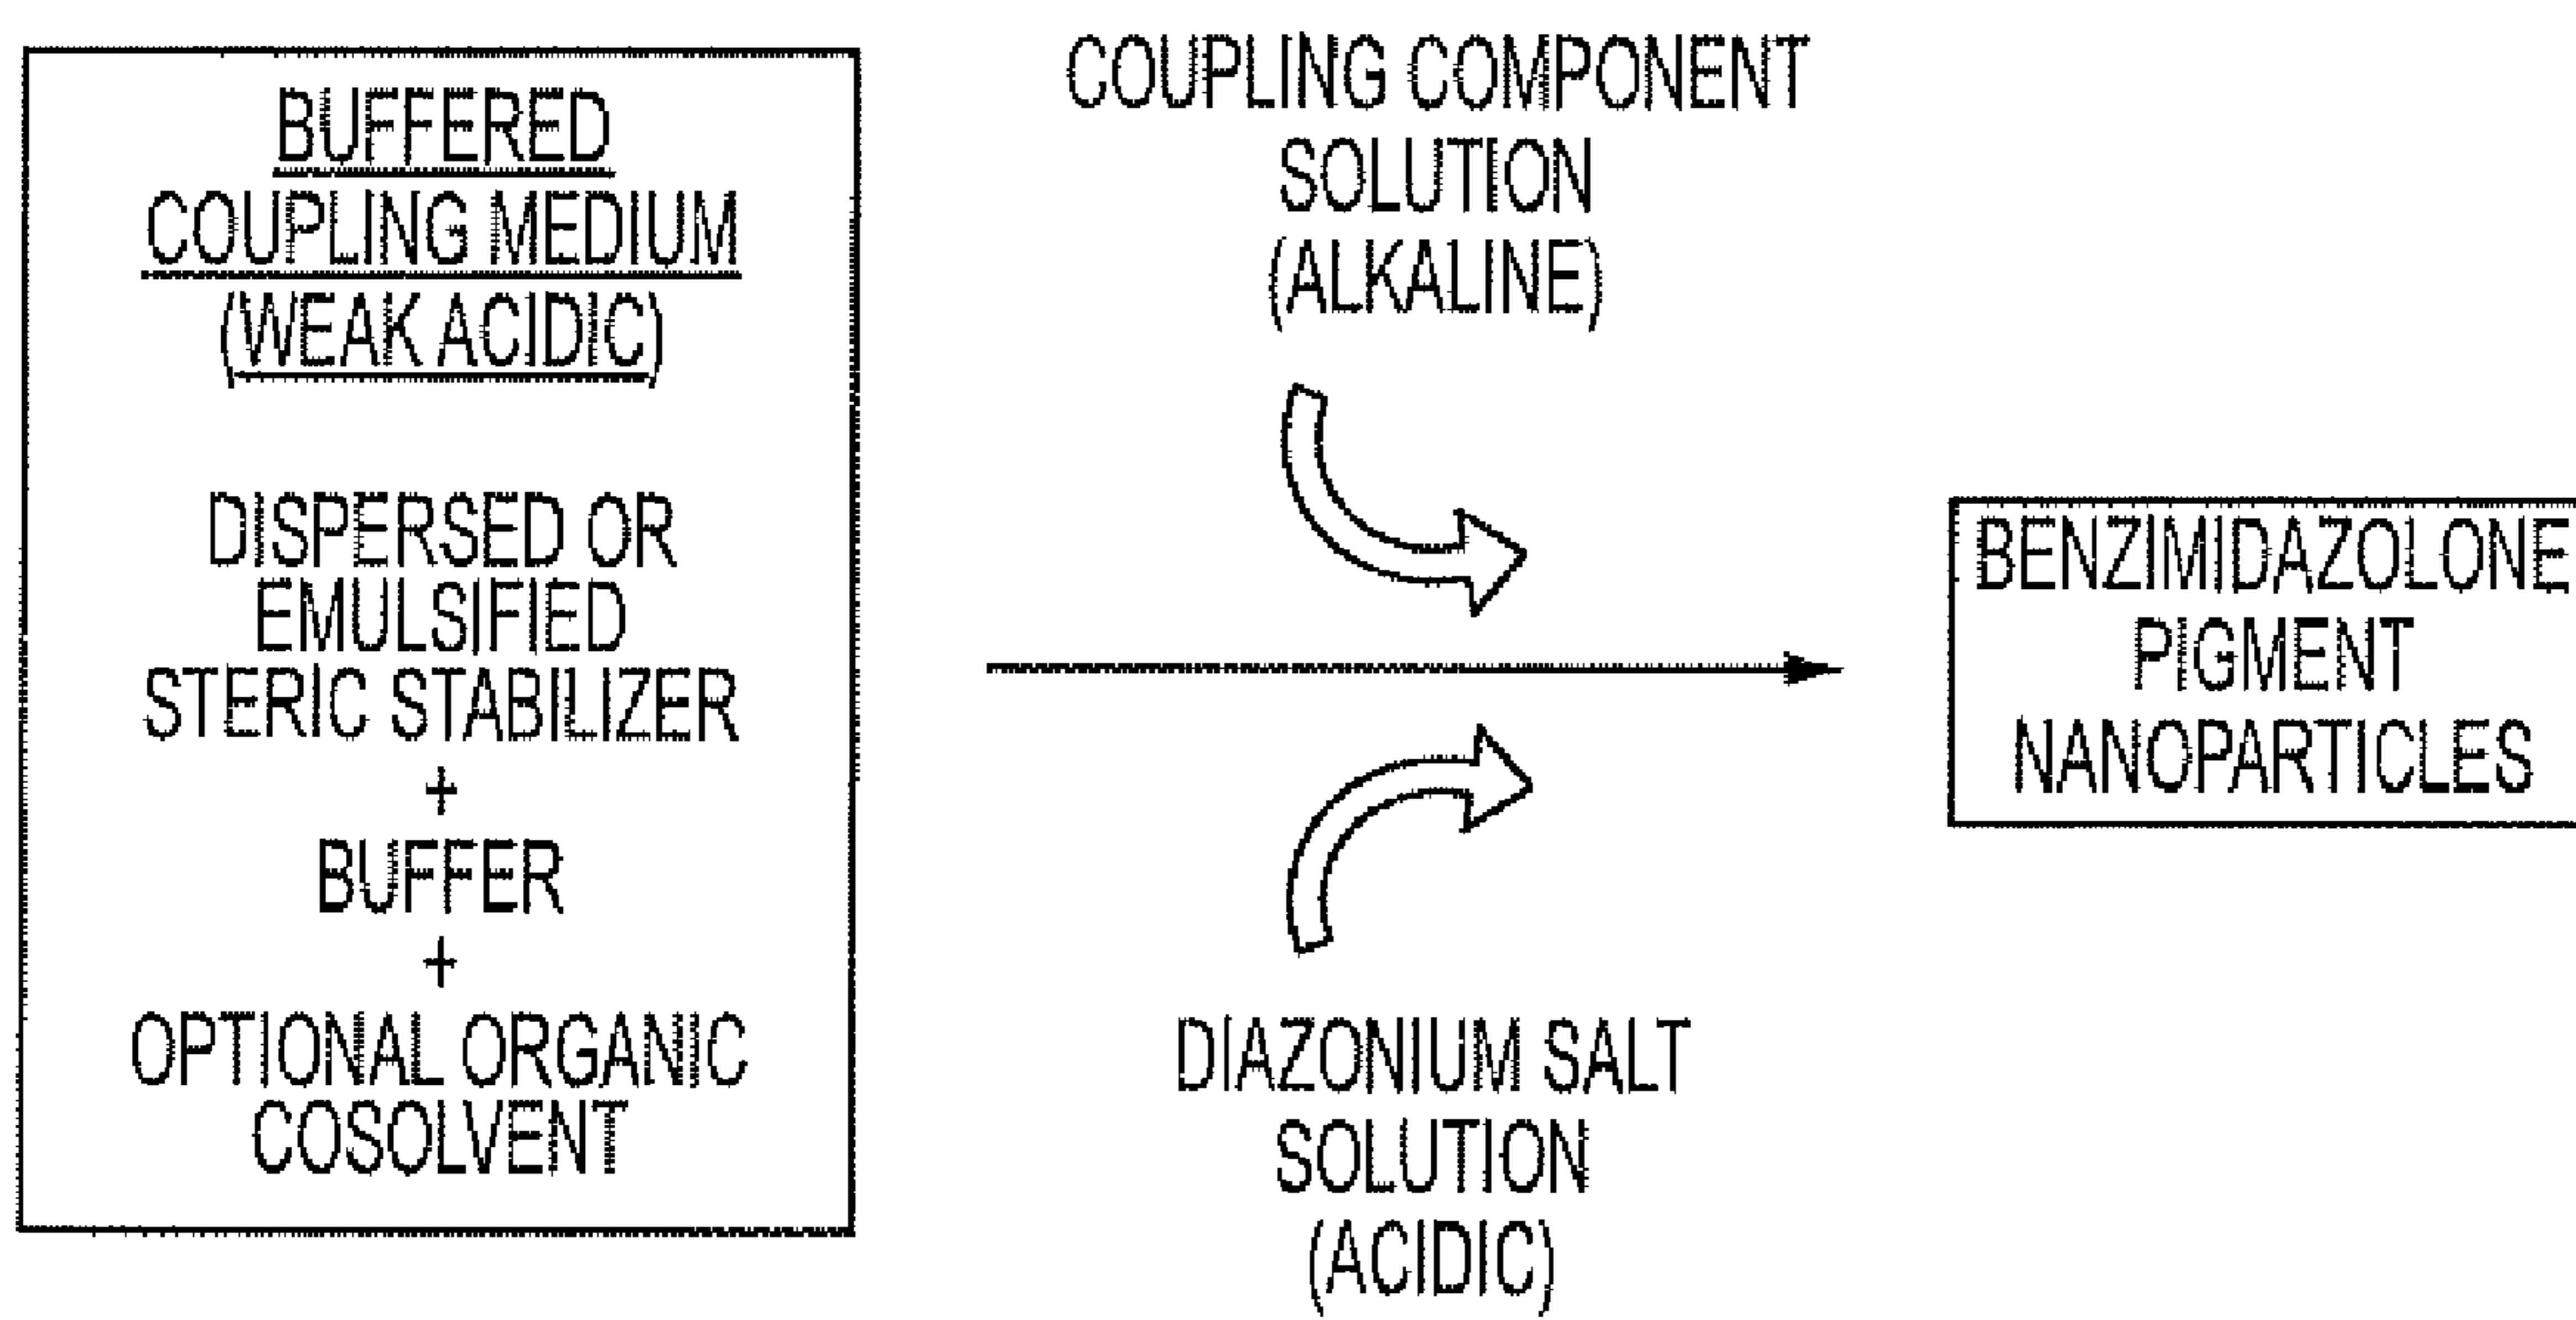 BUFFERED
COUPLING MEDIUM
(WEAK ACIDIC)
DISPERSED OR
EMULSIFIED
STERIC STABILIZER
+
BUFFER
+
OPTIONAL ORGANIC
COSOLVENT
COUPLING COMPONENT
SOLUTION
(ALKALINE)
DIAZONIUM SALT
SOLUTION
(ACIDIC)
BENZIMIDAZOLONE
PIGMENT
NANOPARTICLES